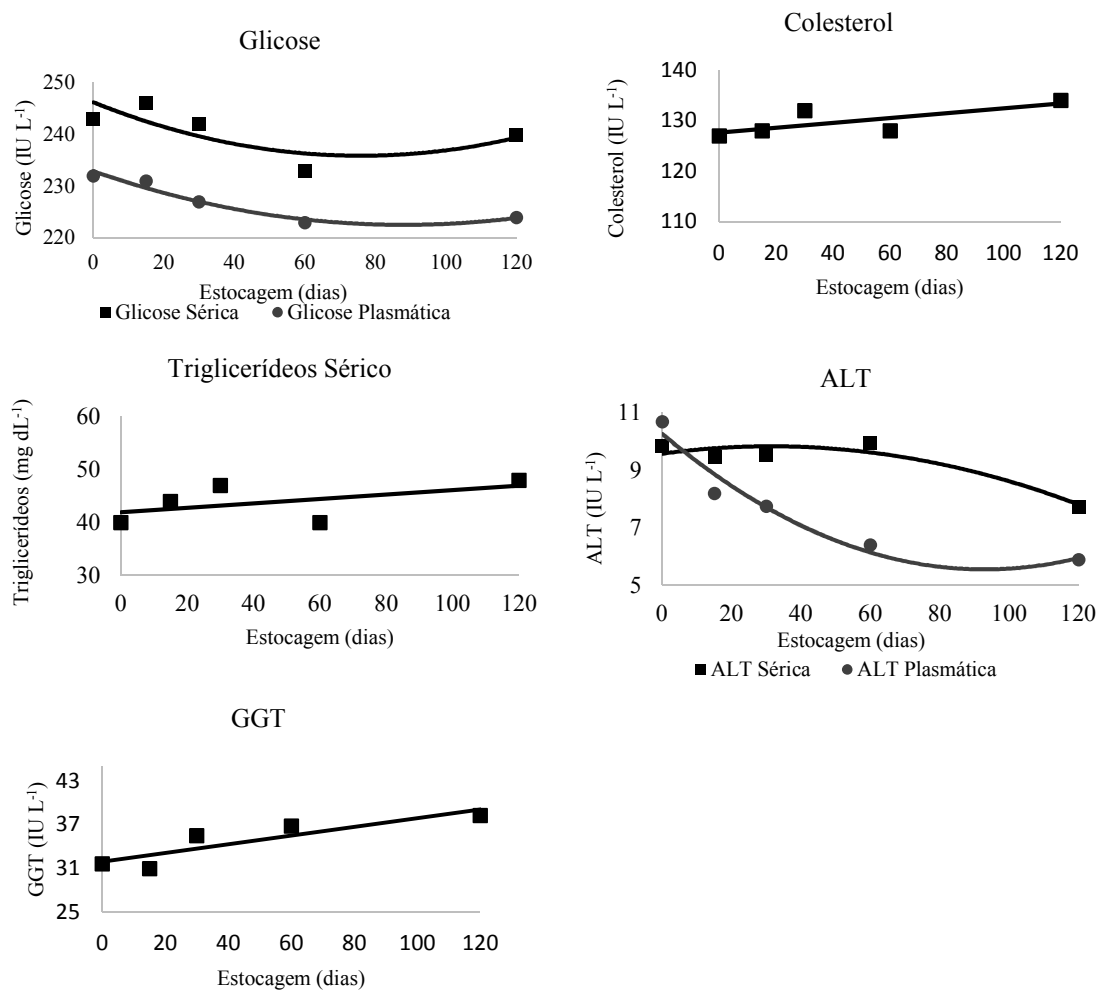 Glicose
Glicose (IU L-1)
250
240
230
220
0 20 40 60 80 100 120
Estocagem (dias)
Glicose Sérica Glicose Plasmática
Colesterol
Colesterol (IU L-1)
140
130
120
110
0 20 40 60 80 100 120
Estocagem (dias)
Triglicerídeos Sérico
Triglicerídeos (mg dL-1)
60
50
40
30
0 20 40 60 80 100 120
Estocagem (dias)
ALT
ALT (IU L-1)
11
9
7
5
0 20 40 60 80 100 120
Estocagem (dias)
ALT Sérica ALT Plasmática
GGT
GGT (IU L-1)
43
37
31
25
0 20 40 60 80 100 120
Estocagem (dias)